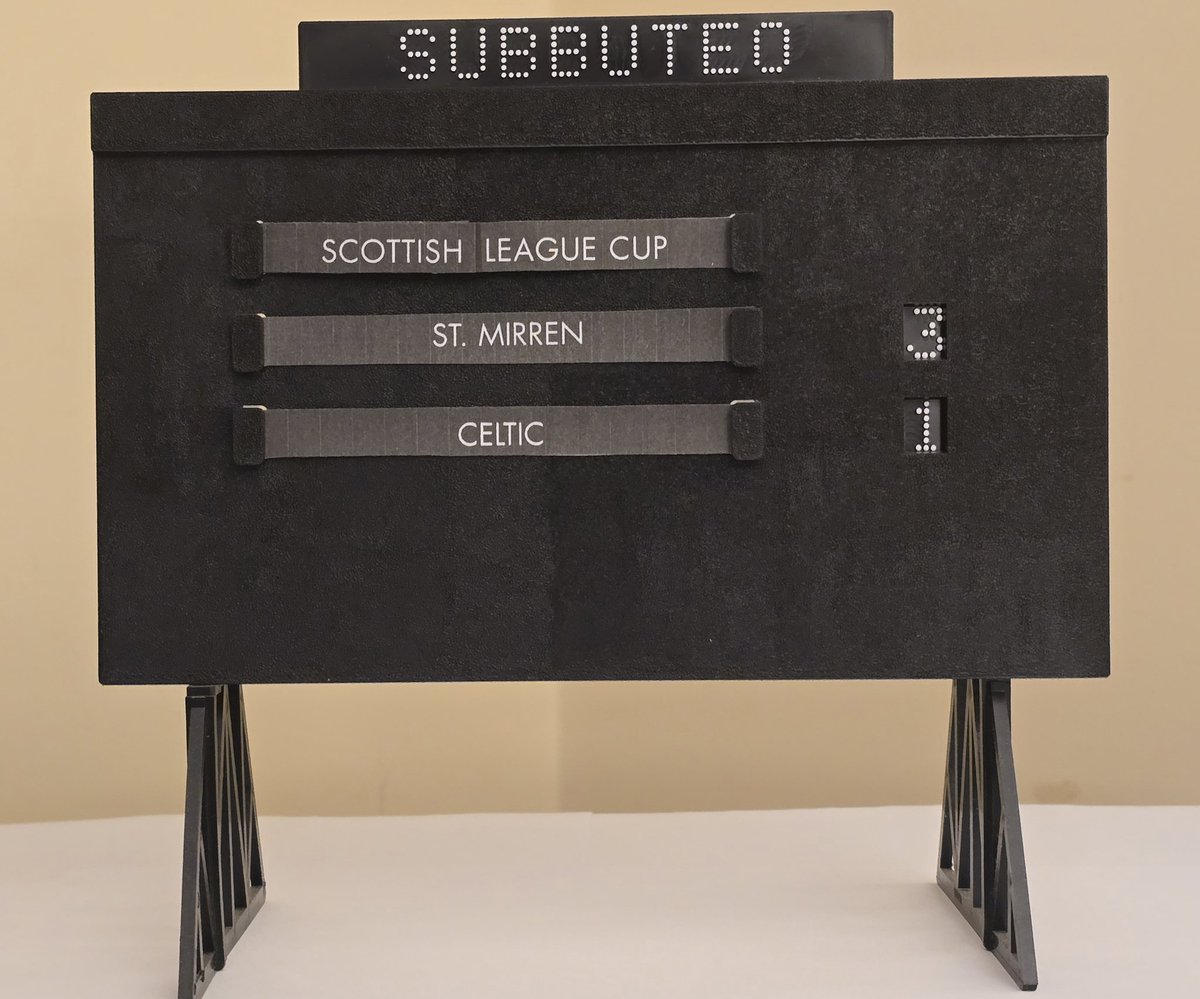 SUBBUTEO
SCOTTISH LEAGUE CUP
ST. MIRREN 3
CELTIC 1